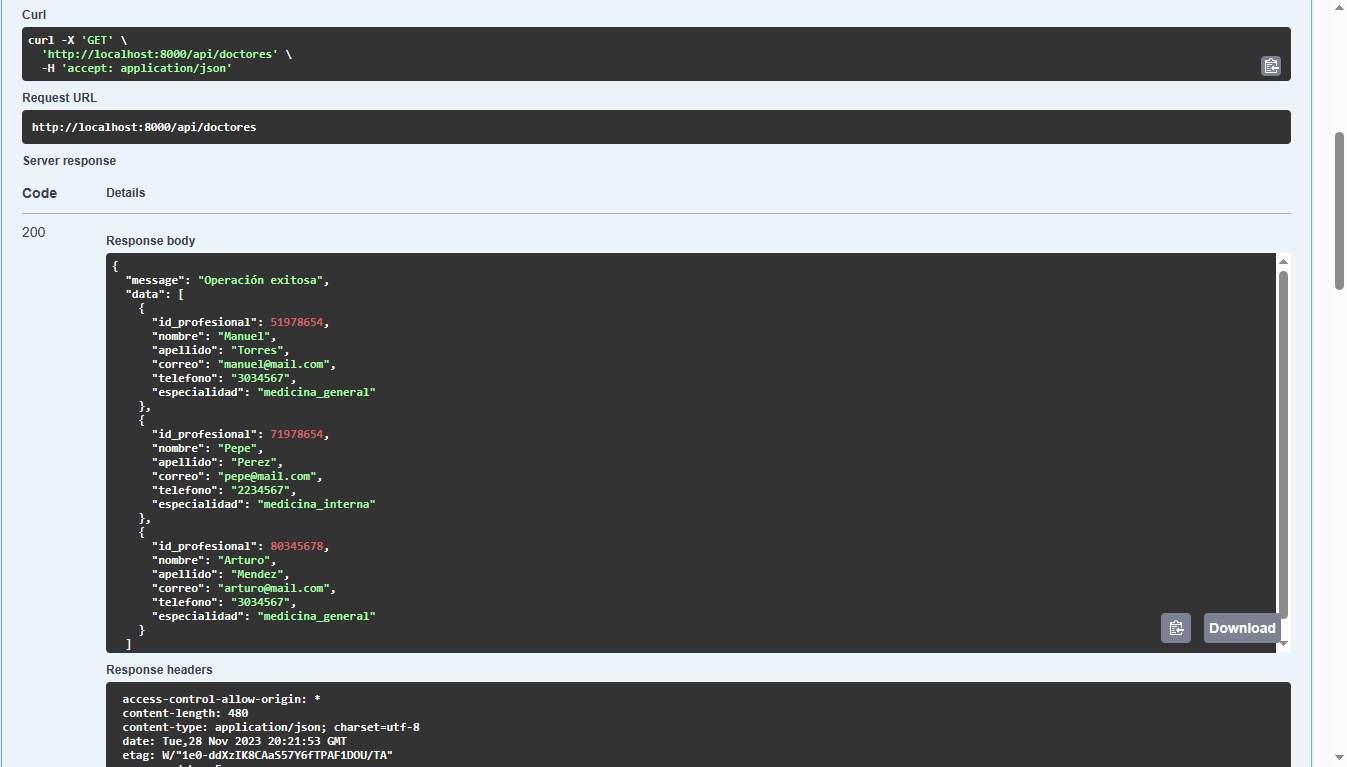 Curl
curl -X 'GET' \
  'http://localhost:8000/api/doctores' \
  -H 'accept: application/json'
Request URL
http://localhost:8000/api/doctores
Server response
Code Details
200
Response body
{
  "message": "Operación exitosa",
  "data": [
    {
      "id_profesional": 51978654,
      "nombre": "Manuel",
      "apellido": "Torres",
      "correo": "manuel@mail.com",
      "telefono": "3034567",
      "especialidad": "medicina_general"
    },
    {
      "id_profesional": 71978654,
      "nombre": "Pepe",
      "apellido": "Perez",
      "correo": "pepe@mail.com",
      "telefono": "2234567",
      "especialidad": "medicina_interna"
    },
    {
      "id_profesional": 80345678,
      "nombre": "Arturo",
      "apellido": "Mendez",
      "correo": "arturo@mail.com",
      "telefono": "3034567",
      "especialidad": "medicina_general"
    }
  ]
Download
Response headers
access-control-allow-origin: *
content-length: 480
content-type: application/json; charset=utf-8
date: Tue,28 Nov 2023 20:21:53 GMT
etag: W/"1e0-ddXzIK8CAaS57Y6fTPAF1DOU/TA"